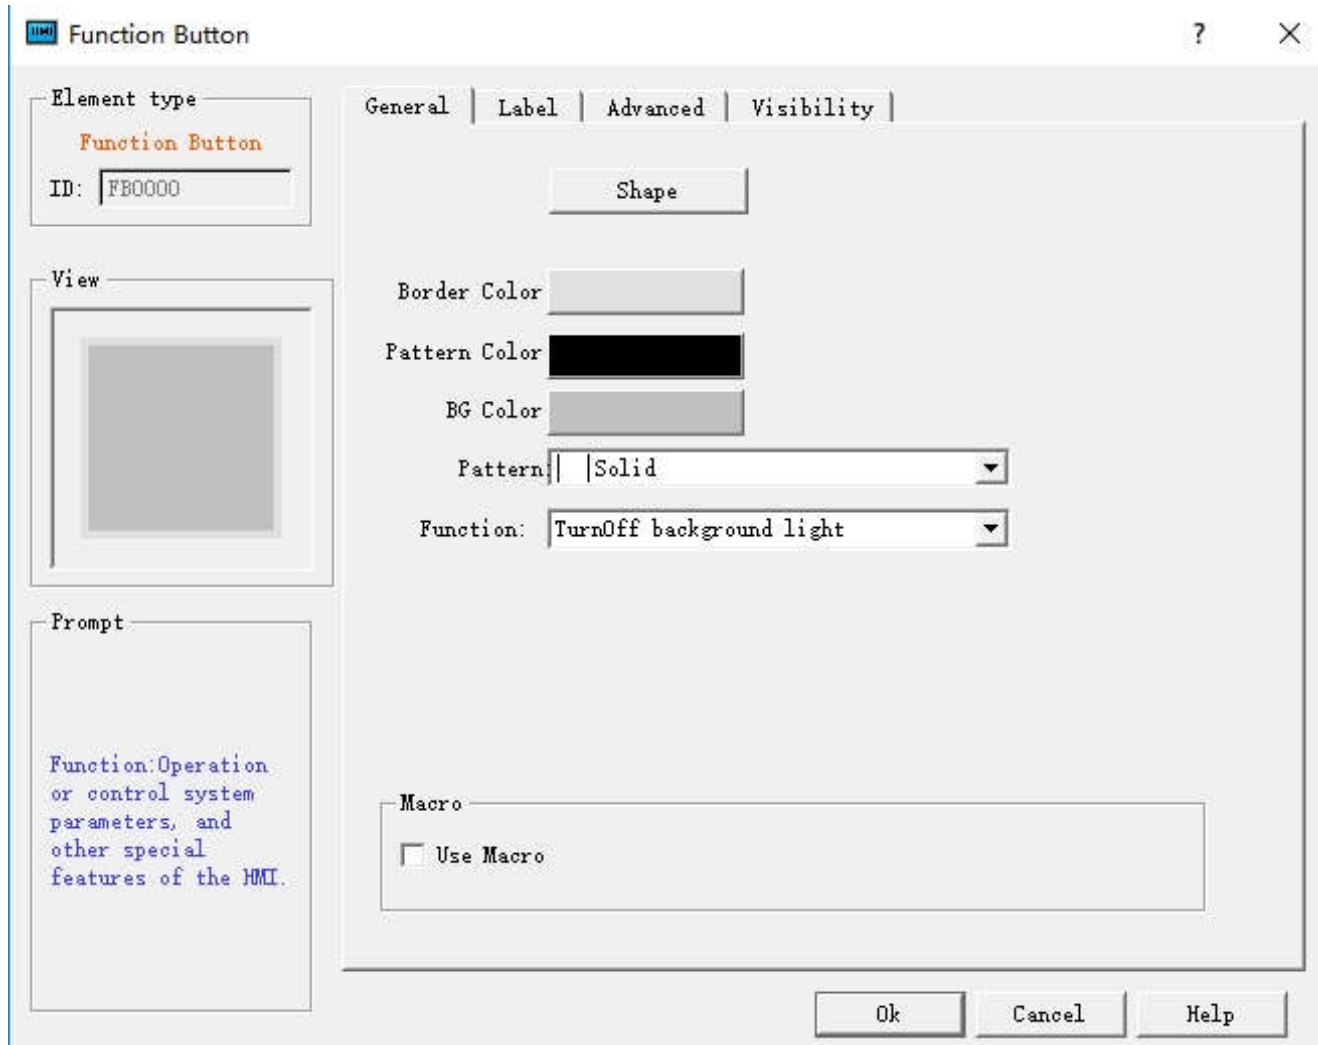 Function Button
?
Element type
Function Button
ID: FB0000
View
Prompt
Function:Operation
or control system
parameters, and
other special
features of the HMI.
General
Label
Advanced
Visibility
Shape
Border Color
Pattern Color
BG Color
Pattern: Solid
Function: TurnOff background light
Macro
Use Macro
Ok
Cancel
Help